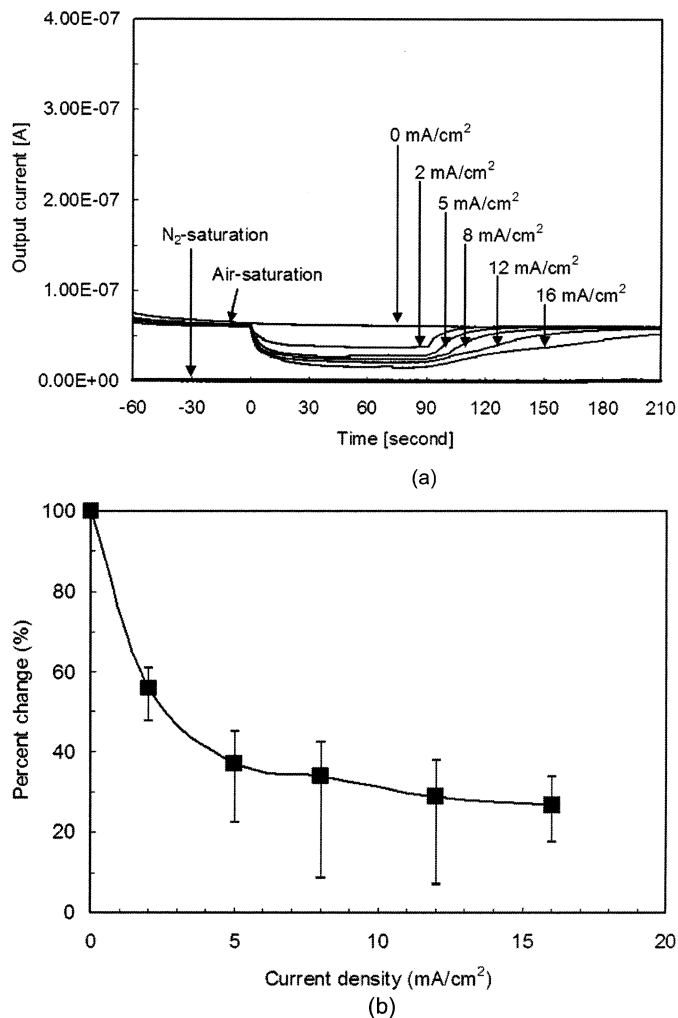 4.00E-07
3.00E-07
2.00E-07
1.00E-07
0.00E+00
Output current [A]
0 mA/cm²
2 mA/cm²
5 mA/cm²
8 mA/cm²
12 mA/cm²
16 mA/cm²
N₂-saturation
Air-saturation
-60 -30 0 30 60 90 120 150 180 210
Time [second]
(a)
100
80
60
40
20
0
Percent change (%)
0 5 10 15 20
Current density (mA/cm²)
(b)